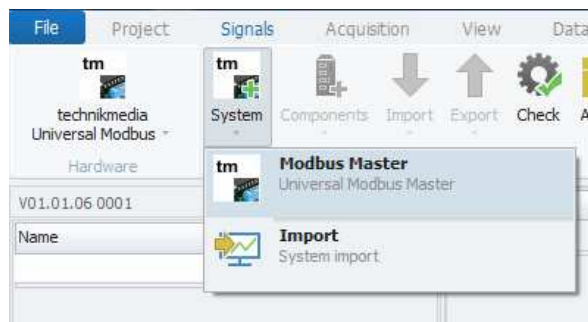 File Project Signals Acquisition View Data
tm
technikmedia
Universal Modbus
Hardware
tm
System
Components
Import
Export
Check
V01.01.06 0001
Name
tm
Modbus Master
Universal Modbus Master
Import
System import